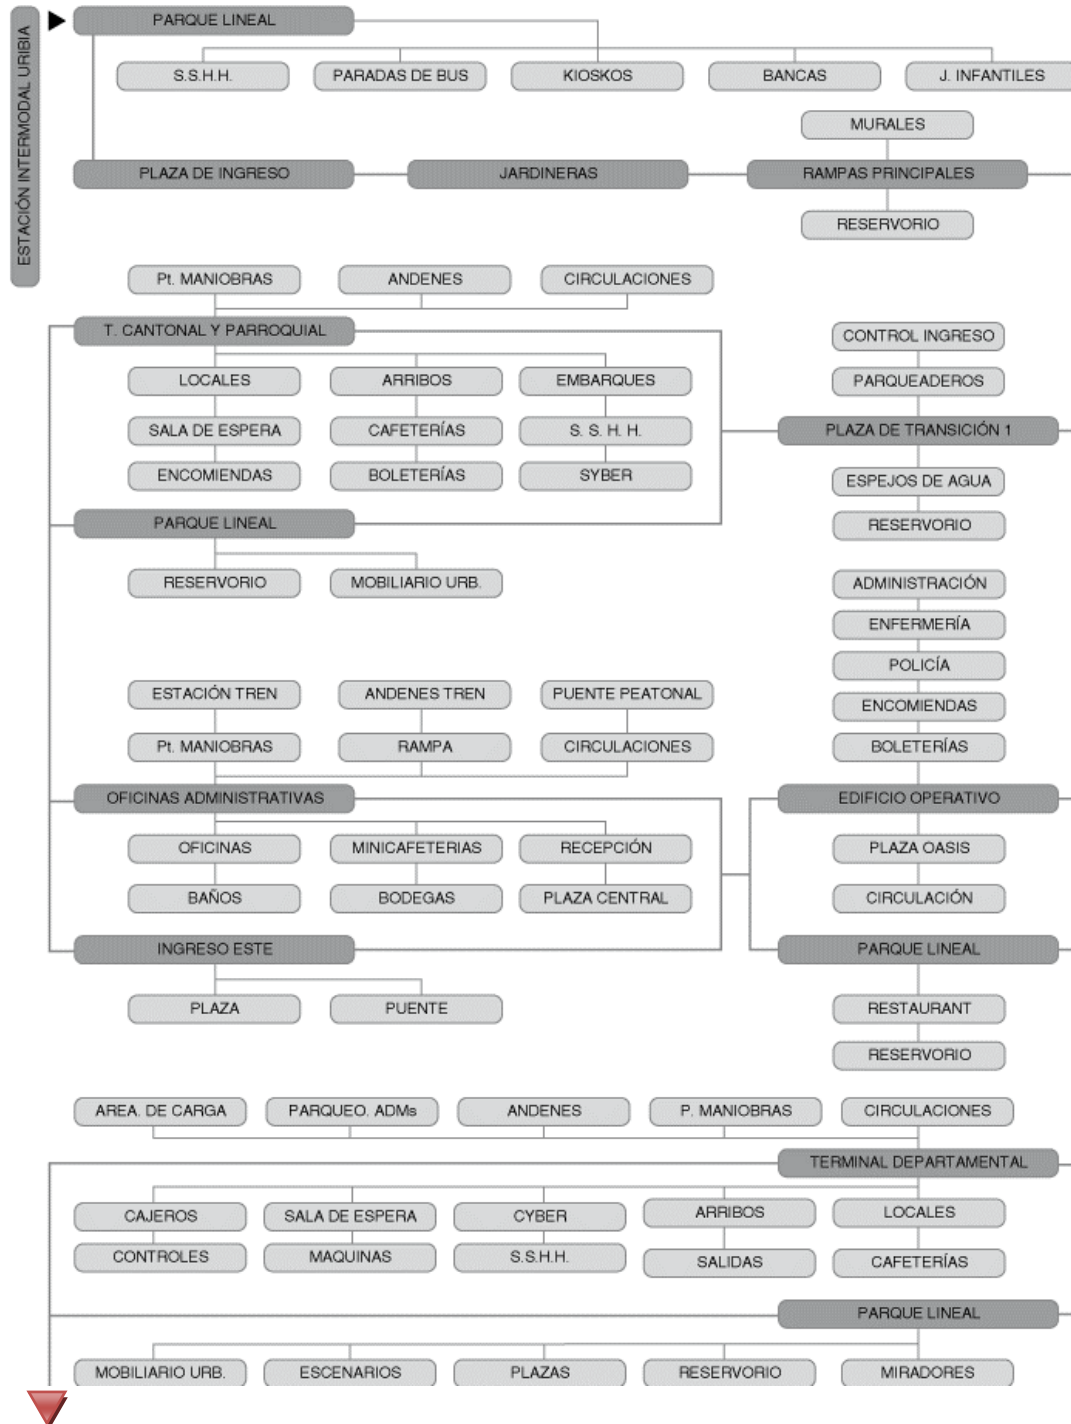 ESTACIÓN INTERMODAL URIBIA
PARQUE LINEAL
S.S.H.H.
PARADAS DE BUS
KIOSKOS
BANCAS
J. INFANTILES
MURALES
PLAZA DE INGRESO
JARDINERAS
RAMPAS PRINCIPALES
RESERVORIO
Pt. MANIOBRAS
ANDENES
CIRCULACIONES
T. CANTONAL Y PARROQUIAL
LOCALES
ARRIBOS
EMBARQUES
SALA DE ESPERA
CAFETERÍAS
S. S. H. H.
ENCOMIENDAS
BOLETERÍAS
SYBER
PARQUE LINEAL
RESERVORIO
MOBILIARIO URB.
CONTROL INGRESO
PARQUEADEROS
PLAZA DE TRANSICIÓN 1
ESPEJOS DE AGUA
RESERVORIO
ESTACIÓN TREN
ANDENES TREN
PUENTE PEATONAL
Pt. MANIOBRAS
RAMPA
CIRCULACIONES
OFICINAS ADMINISTRATIVAS
OFICINAS
MINICAFETERIAS
RECEPCIÓN
BAÑOS
BODEGAS
PLAZA CENTRAL
INGRESO ESTE
PLAZA
PUENTE
ADMINISTRACIÓN
ENFERMERÍA
POLICÍA
ENCOMIENDAS
BOLETERÍAS
EDIFICIO OPERATIVO
PLAZA OASIS
CIRCULACIÓN
PARQUE LINEAL
RESTAURANT
RESERVORIO
AREA. DE CARGA
PARQUEO. ADMs
ANDENES
P. MANIOBRAS
CIRCULACIONES
TERMINAL DEPARTAMENTAL
CAJEROS
SALA DE ESPERA
CYBER
ARRIBOS
LOCALES
CONTROLES
MAQUINAS
S.S.H.H.
SALIDAS
CAFETERÍAS
PARQUE LINEAL
MOBILIARIO URB.
ESCENARIOS
PLAZAS
RESERVORIO
MIRADORES